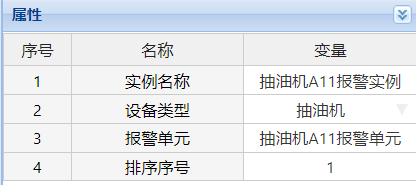 属性
序号 名称 变量
1 实例名称 抽油机A11报警实例
2 设备类型 抽油机
3 报警单元 抽油机A11报警单元
4 排序序号 1